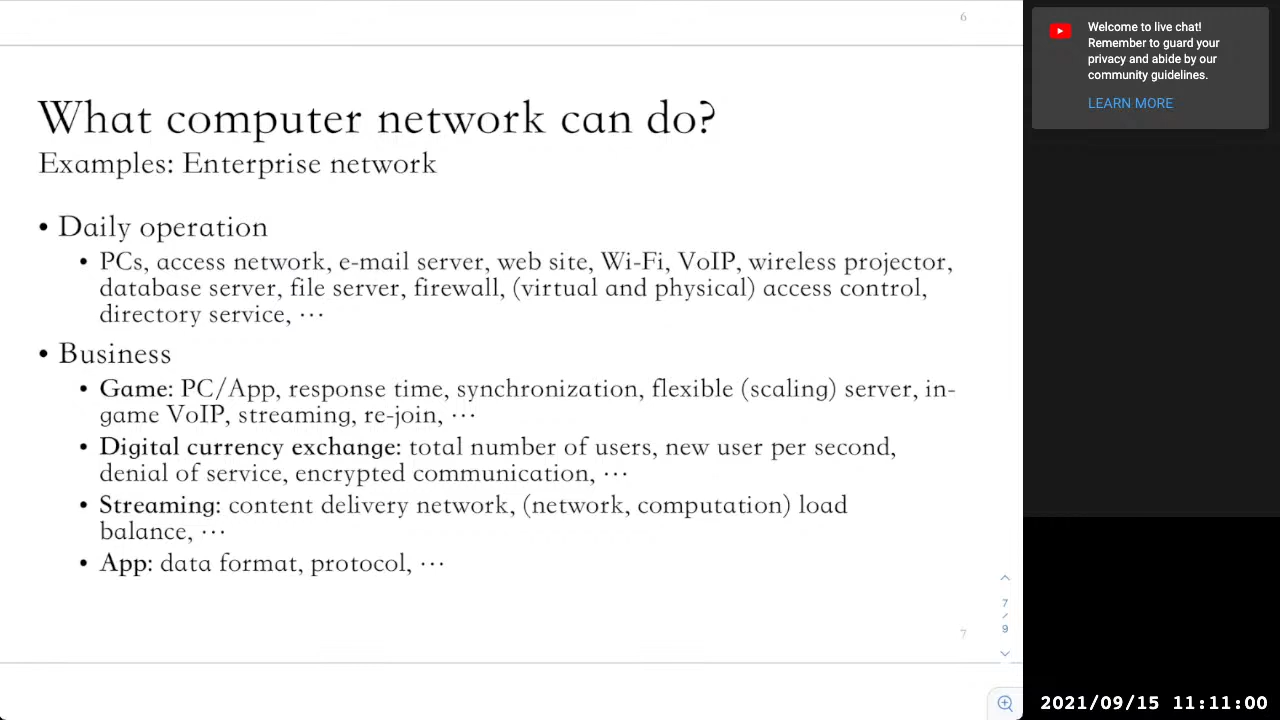 6
What computer network can do?
Examples: Enterprise network
• Daily operation
• PCs, access network, e-mail server, web site, Wi-Fi, VoIP, wireless projector,
database server, file server, firewall, (virtual and physical) access control,
directory service, ⋯
• Business
• Game: PC/App, response time, synchronization, flexible (scaling) server, in-
game VoIP, streaming, re-join, ⋯
• Digital currency exchange: total number of users, new user per second,
denial of service, encrypted communication, ⋯
• Streaming: content delivery network, (network, computation) load
balance, ⋯
• App: data format, protocol, ⋯
7
/
9
7
Welcome to live chat!
Remember to guard your
privacy and abide by our
community guidelines.
LEARN MORE
2021/09/15 11:11:00